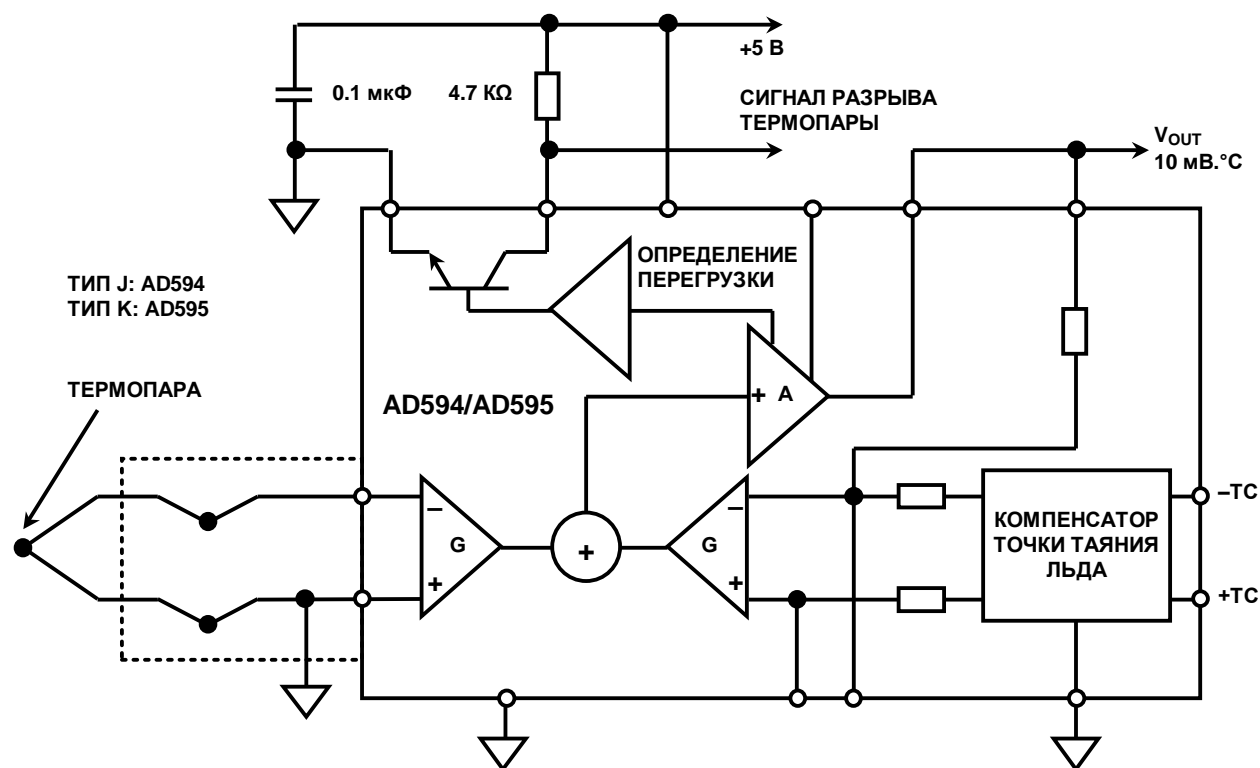 +5 В
0.1 мкФ
4.7 КΩ
СИГНАЛ РАЗРЫВА
ТЕРМОПАРЫ
VOUT
10 мВ.°C
ОПРЕДЕЛЕНИЕ
ПЕРЕГРУЗКИ
ТИП J: AD594
ТИП K: AD595
ТЕРМОПАРА
AD594/AD595
+ A
–
G
+
+
–
G
+
КОМПЕНСАТОР
ТОЧКИ ТАЯНИЯ
ЛЬДА
–TC
+TC